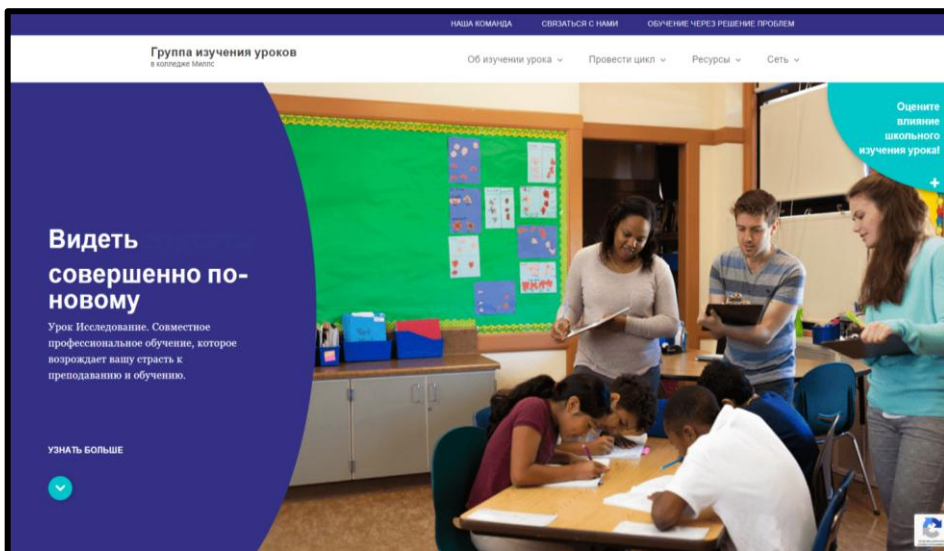 НАША КОМАНДА СВЯЗАТЬСЯ С НАМИ ОБУЧЕНИЕ ЧЕРЕЗ РЕШЕНИЕ ПРОБЛЕМ
Группа изучения уроков
в колледже Миллс
Об изучении урока Провести цикл Ресурсы Сеть
Оцените
влияние
школьного
изучения урока!
+
Видеть
совершенно по-
новому
Урок Исследование. Совместное
профессиональное обучение, которое
возрождает вашу страсть к
преподаванию и обучению.
УЗНАТЬ БОЛЬШЕ